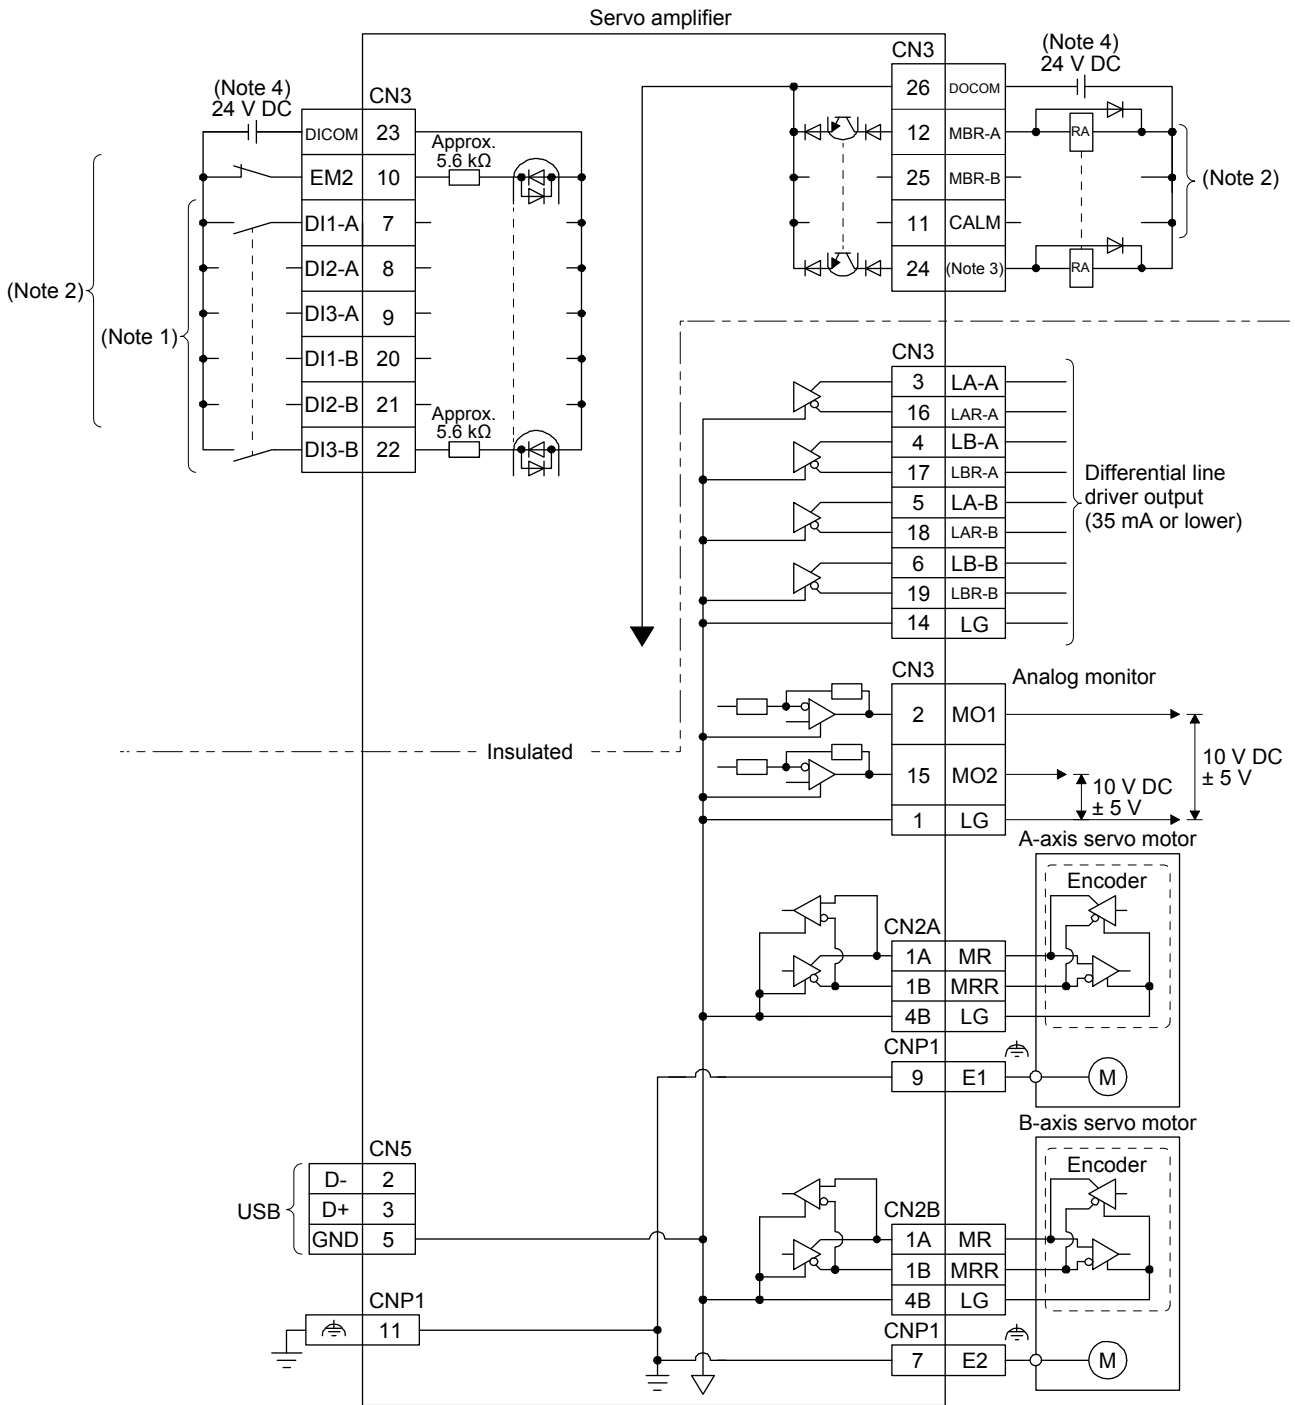 Servo amplifier
(Note 4)
24 V DC
CN3
DICOM 23
EM2 10
DI1-A 7
DI2-A 8
DI3-A 9
DI1-B 20
DI2-B 21
DI3-B 22
Approx.
5.6 kΩ
Approx.
5.6 kΩ
(Note 2)
(Note 1)
CN3
(Note 4)
24 V DC
26 DOCOM
12 MBR-A
RA
25 MBR-B
11 CALM
24 (Note 3)
RA
(Note 2)
CN3
3 LA-A
16 LAR-A
4 LB-A
17 LBR-A
5 LA-B
18 LAR-B
6 LB-B
19 LBR-B
14 LG
Differential line
driver output
(35 mA or lower)
CN3
Analog monitor
2 MO1
15 MO2
1 LG
10 V DC
± 5 V
10 V DC
± 5 V
Insulated
A-axis servo motor
Encoder
CN2A
1A MR
1B MRR
4B LG
CNP1
9 E1
M
B-axis servo motor
Encoder
CN5
D- 2
D+ 3
GND 5
USB
CN2B
1A MR
1B MRR
4B LG
CNP1
11
CNP1
7 E2
M